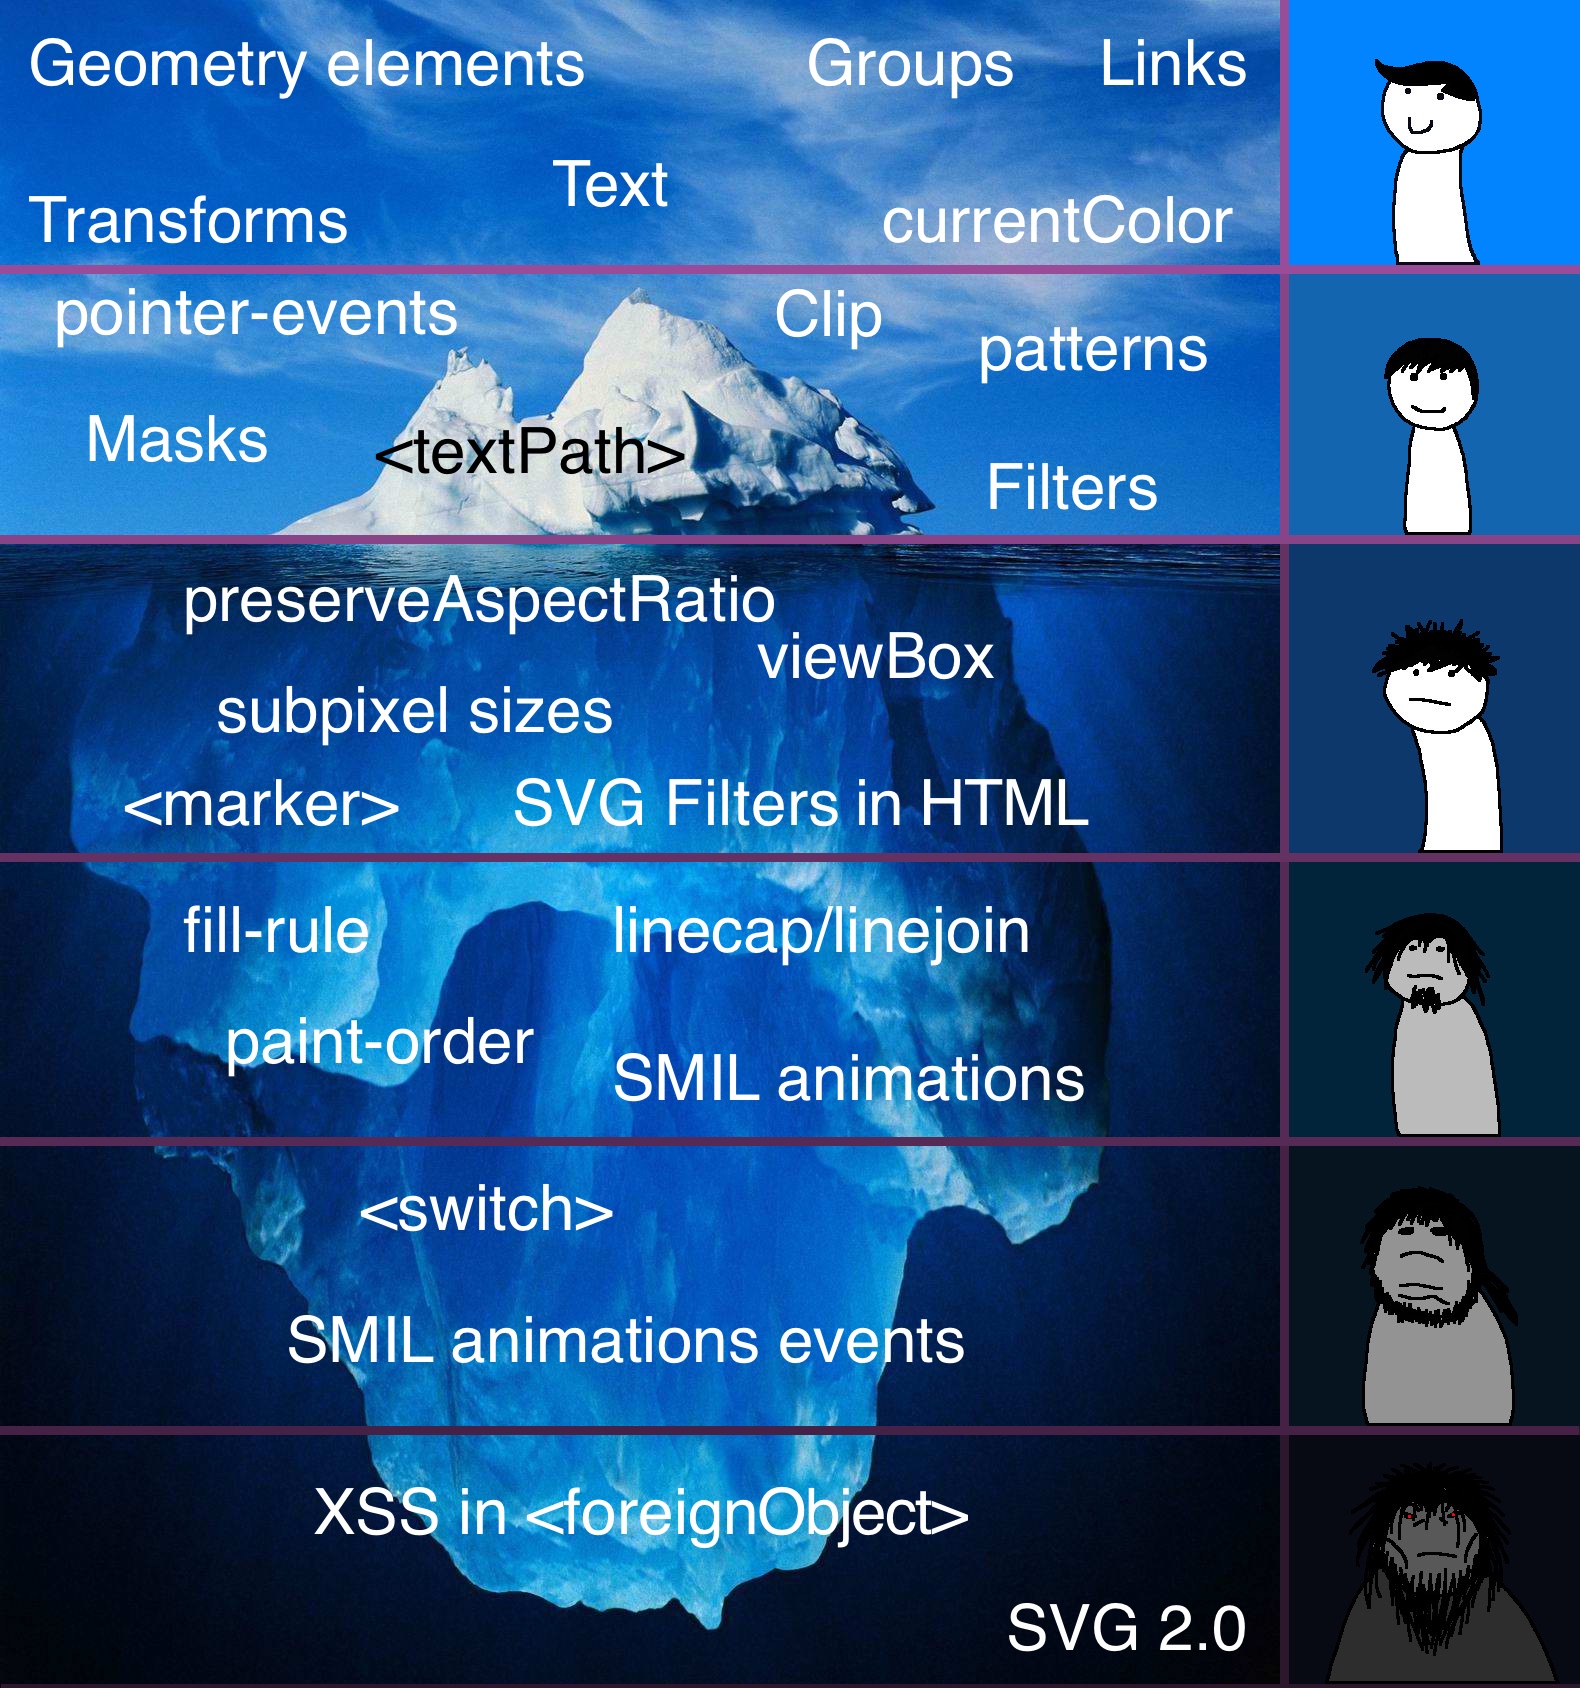 Geometry elements
Groups
Links
Text
Transforms
currentColor
pointer-events
Clip
patterns
Masks
<textPath>
Filters
preserveAspectRatio
viewBox
subpixel sizes
<marker>
SVG Filters in HTML
fill-rule
linecap/linejoin
paint-order
SMIL animations
<switch>
SMIL animations events
XSS in <foreignObject>
SVG 2.0